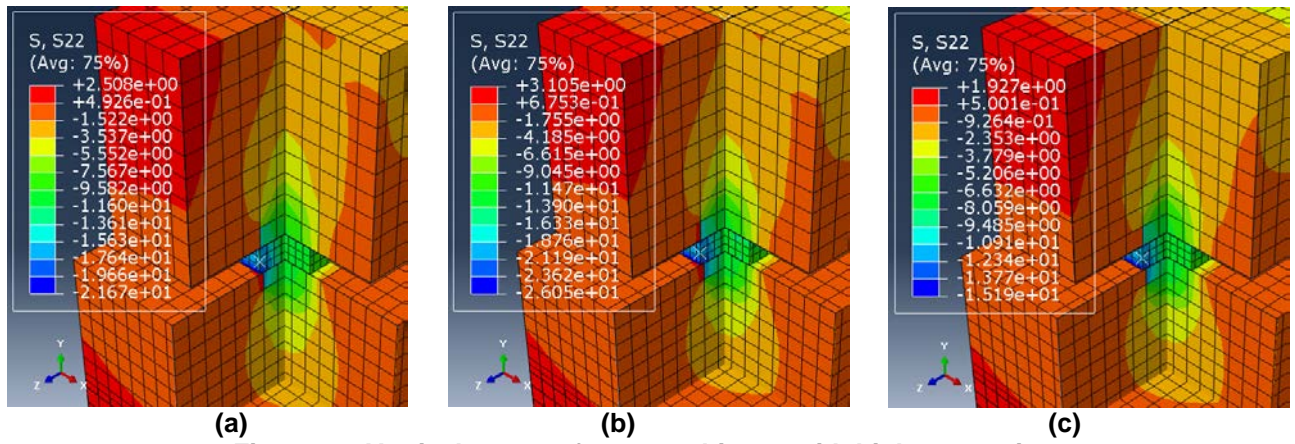 S, S22
(Avg: 75%)
+2.508e+00
+4.926e-01
-1.522e+00
-3.537e+00
-5.552e+00
-7.567e+00
-9.582e+00
-1.160e+01
-1.361e+01
-1.563e+01
-1.764e+01
-1.966e+01
-2.167e+01
Y
Z
X
S, S22
(Avg: 75%)
+3.105e+00
+6.753e-01
-1.755e+00
-4.185e+00
-6.615e+00
-9.045e+00
-1.147e+01
-1.390e+01
-1.633e+01
-1.876e+01
-2.119e+01
-2.362e+01
-2.605e+01
Y
Z
X
S, S22
(Avg: 75%)
+1.927e+00
+5.001e-01
-9.264e-01
-2.353e+00
-3.779e+00
-5.206e+00
-6.632e+00
-8.059e+00
-9.485e+00
-1.091e+01
-1.234e+01
-1.377e+01
-1.519e+01
Y
Z
X
(a)
(b)
(c)